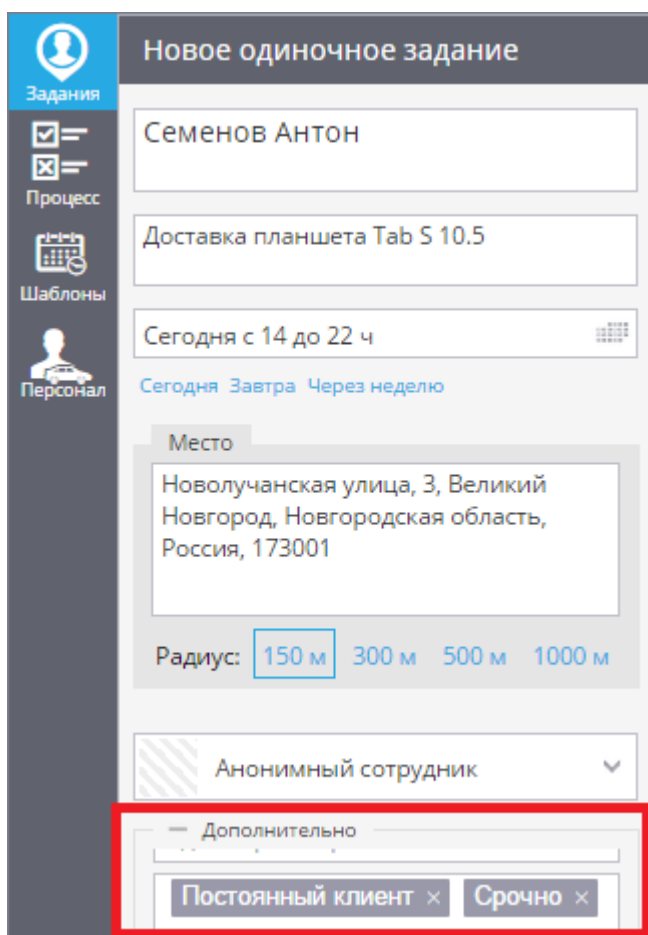 Новое одиночное задание
Задания
Процесс
Шаблоны
Персонал
Семенов Антон
Доставка планшета Tab S 10.5
Сегодня с 14 до 22 ч
Сегодня Завтра Через неделю
Место
Новолучанская улица, 3, Великий
Новгород, Новгородская область,
Россия, 173001
Радиус: 150 м 300 м 500 м 1000 м
Анонимный сотрудник
Дополнительно
Постоянный клиент × Срочно ×